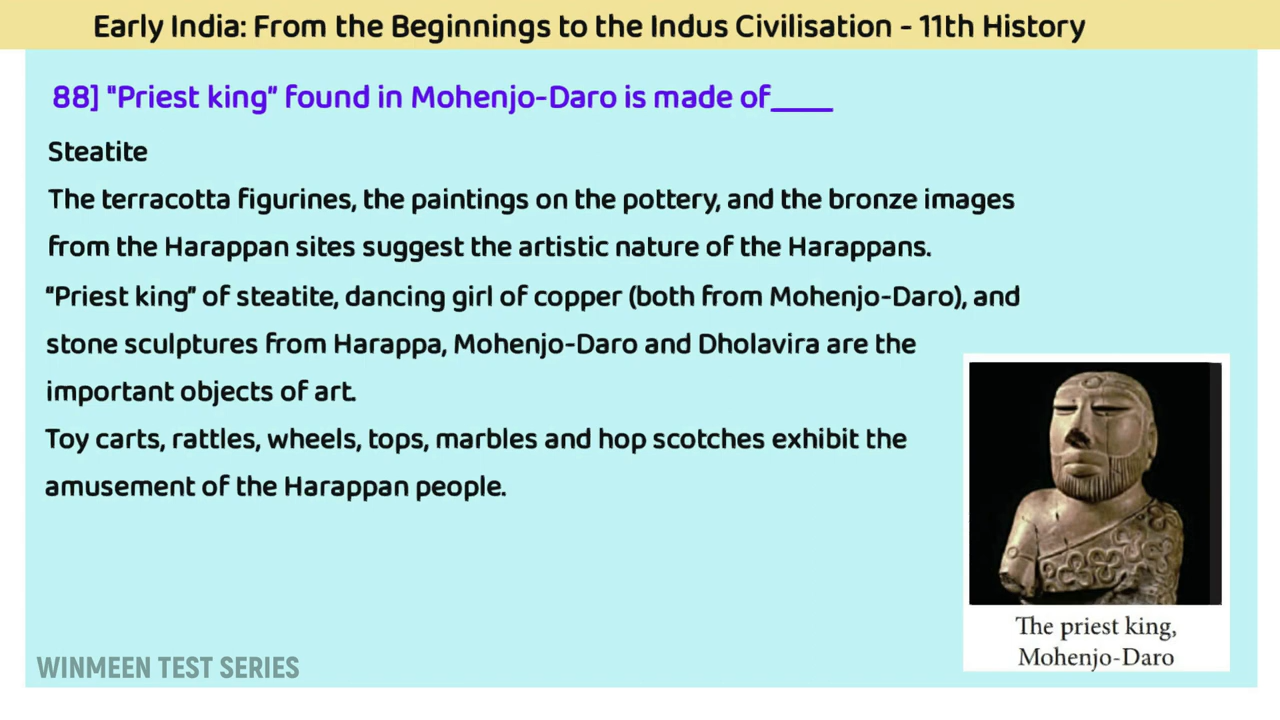 Early India: From the Beginnings to the Indus Civilisation - 11th History
88] "Priest king” found in Mohenjo-Daro is made of____
Steatite
The terracotta figurines, the paintings on the pottery, and the bronze images
from the Harappan sites suggest the artistic nature of the Harappans.
“Priest king” of steatite, dancing girl of copper (both from Mohenjo-Daro), and
stone sculptures from Harappa, Mohenjo-Daro and Dholavira are the
important objects of art.
Toy carts, rattles, wheels, tops, marbles and hop scotches exhibit the
amusement of the Harappan people.
The priest king,
Mohenjo-Daro
WINMEEN TEST SERIES